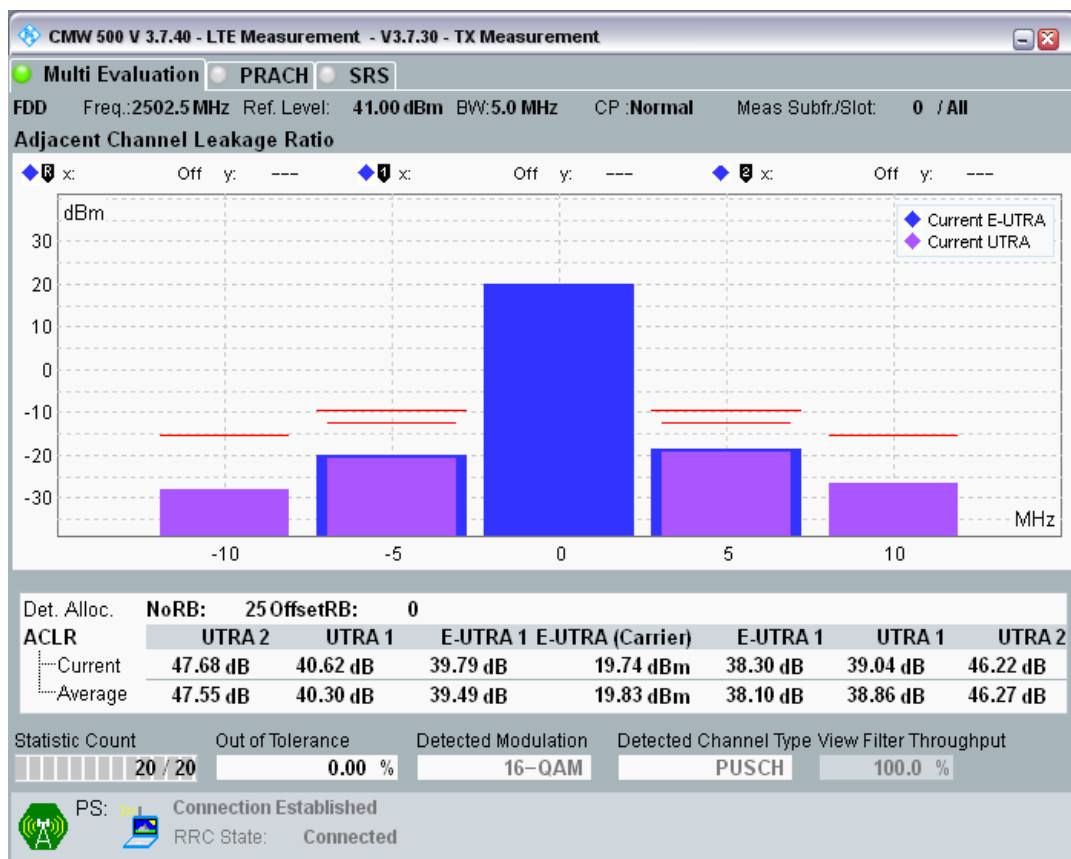 CMW 500 V 3.7.40 - LTE Measurement - V3.7.30 - TX Measurement
Multi Evaluation PRACH SRS
FDD Freq.:2502.5 MHz Ref. Level: 41.00 dBm BW:5.0 MHz CP :Normal Meas Subfr./Slot: 0 / All
Adjacent Channel Leakage Ratio
R x: Off y: --- 1 x: Off y: --- 2 x: Off y: ---
dBm
Current E-UTRA
Current UTRA
30
20
10
0
-10
-20
-30
MHz
-10 -5 0 5 10
Det. Alloc. NoRB: 25 OffsetRB: 0
ACLR UTRA 2 UTRA 1 E-UTRA 1 E-UTRA (Carrier) E-UTRA 1 UTRA 1 UTRA 2
Current 47.68 dB 40.62 dB 39.79 dB 19.74 dBm 38.30 dB 39.04 dB 46.22 dB
Average 47.55 dB 40.30 dB 39.49 dB 19.83 dBm 38.10 dB 38.86 dB 46.27 dB
Statistic Count Out of Tolerance Detected Modulation Detected Channel Type View Filter Throughput
20 / 20 0.00 % 16-QAM PUSCH 100.0 %
PS: Connection Established
RRC State: Connected